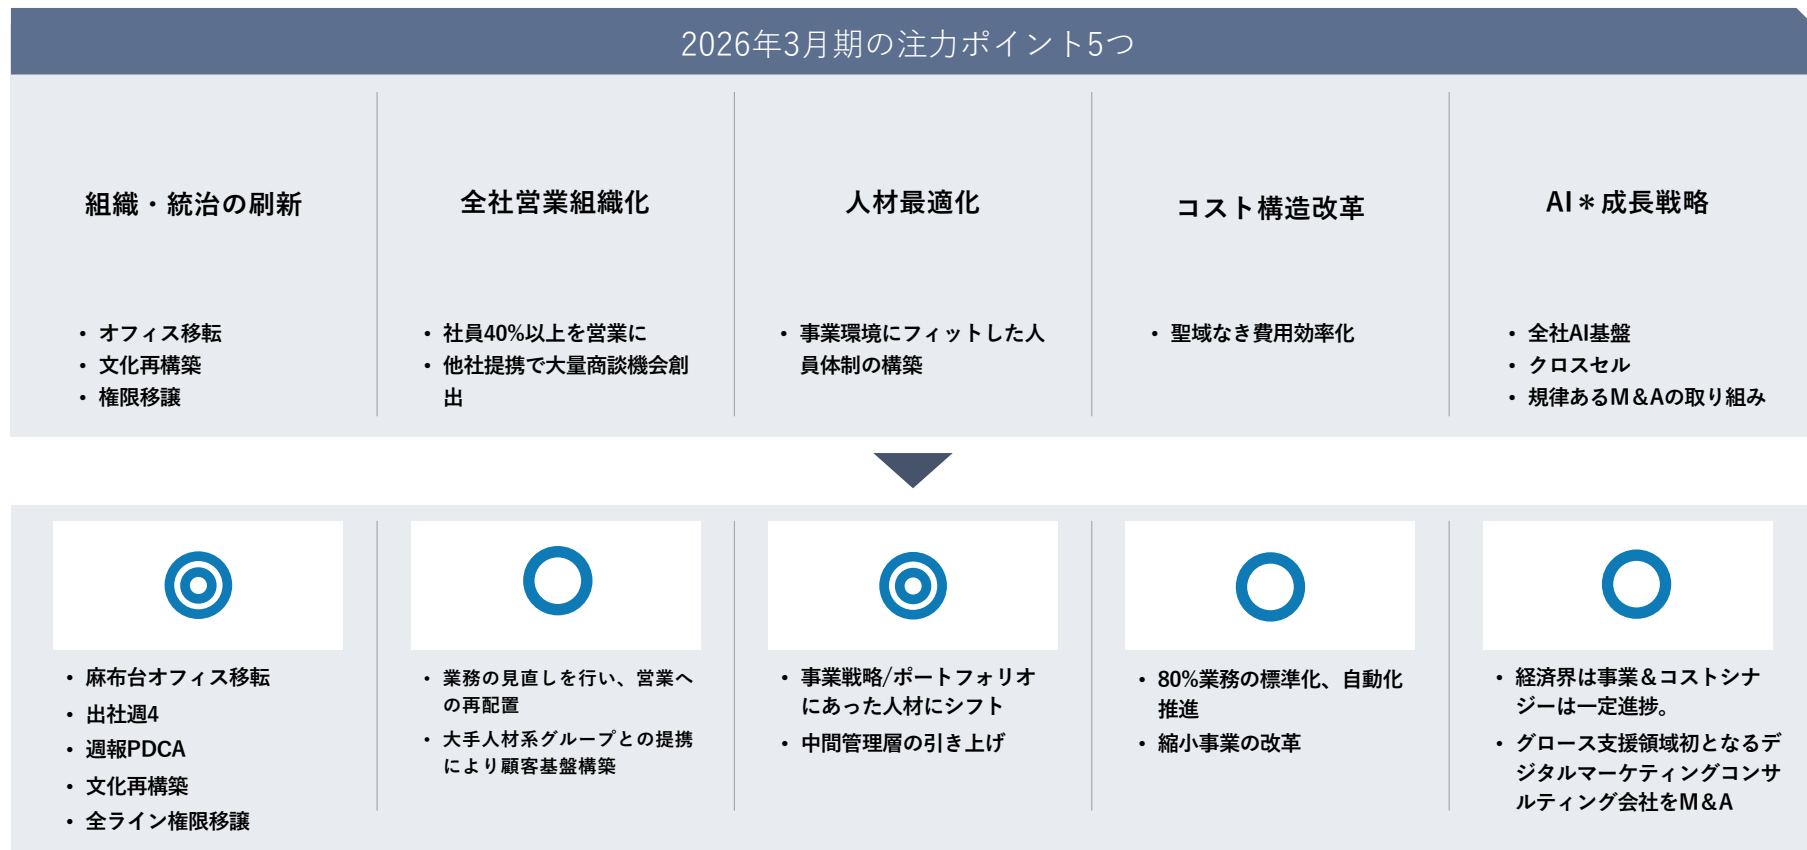 2026年3月期の注力ポイント5つ
組織・統治の刷新
• オフィス移転
• 文化再構築
• 権限移譲
全社営業組織化
• 社員40%以上を営業に
• 他社提携で大量商談機会創
出
人材最適化
• 事業環境にフィットした人
員体制の構築
コスト構造改革
• 聖域なき費用効率化
AI＊成長戦略
• 全社AI基盤
• クロスセル
• 規律あるM＆Aの取り組み
• 麻布台オフィス移転
• 出社週4
• 週報PDCA
• 文化再構築
• 全ライン権限移譲
• 業務の見直しを行い、営業へ
の再配置
• 大手人材系グループとの提携
により顧客基盤構築
• 事業戦略/ポートフォリオ
にあった人材にシフト
• 中間管理層の引き上げ
• 80%業務の標準化、自動化
推進
• 縮小事業の改革
• 経済界は事業＆コストシナ
ジーは一定進捗。
• グロース支援領域初となるデ
ジタルマーケティングコンサ
ルティング会社をM＆A